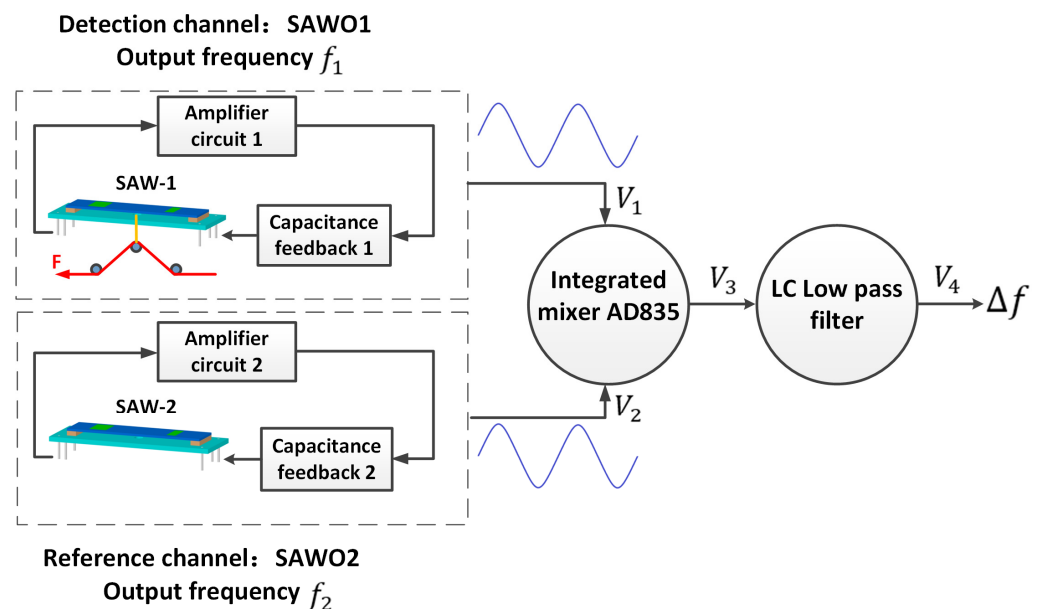 Detection channel：SAWO1
Output frequency f₁
Amplifier
circuit 1
SAW-1
Capacitance
feedback 1
F
V₁
Integrated
mixer AD835
V₃
LC Low pass
filter
V₄
Δf
V₂
Amplifier
circuit 2
SAW-2
Capacitance
feedback 2
Reference channel：SAWO2
Output frequency f₂